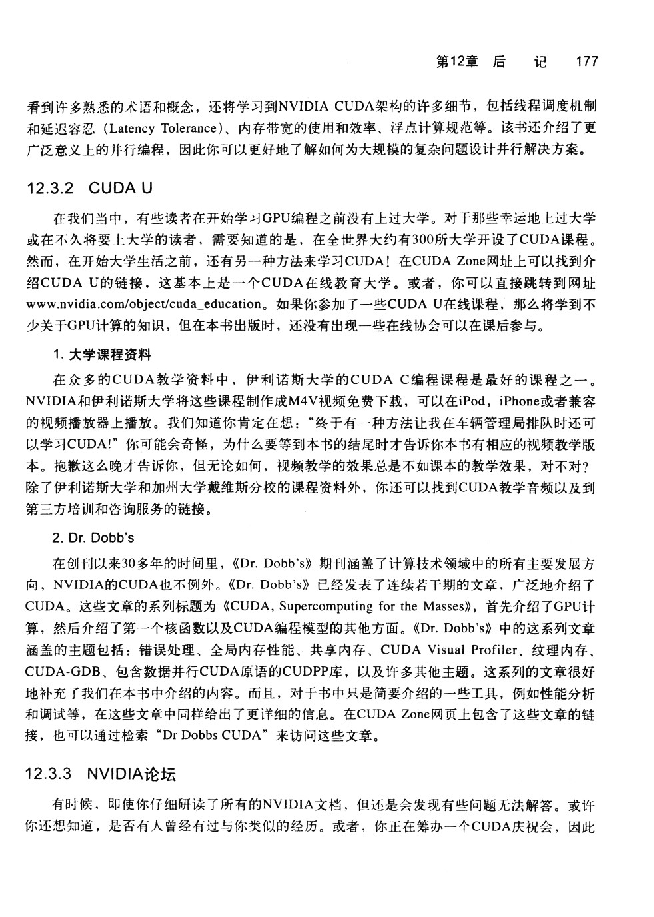 第12章 后 记 177
看到许多熟悉的术语和概念，还将学习到NVIDIA CUDA架构的许多细节，包括线程调度机制
和延迟容忍（Latency Tolerance）、内存带宽的使用和效率、浮点计算规范等。该书还介绍了更
广泛意义上的并行编程，因此你可以更好地了解如何为大规模的复杂问题设计并行解决方案。
12.3.2 CUDA U
在我们当中，有些读者在开始学习GPU编程之前没有上过大学。对于那些幸运地上过大学
或在不久将要上大学的读者，需要知道的是，在全世界大约有300所大学开设了CUDA课程。
然而，在开始大学生活之前，还有另一种方法来学习CUDA！在CUDA Zone网址上可以找到介
绍CUDA U的链接，这基本上是一个CUDA在线教育大学。或者，你可以直接跳转到网址
www.nvidia.com/object/cuda_education。如果你参加了一些CUDA U在线课程，那么将学到不
少关于GPU计算的知识，但在本书出版时，还没有出现一些在线协会可以在课后参与。
1. 大学课程资料
在众多的CUDA教学资料中，伊利诺斯大学的CUDA C编程课程是最好的课程之一。
NVIDIA和伊利诺斯大学将这些课程制作成M4V视频免费下载，可以在iPod，iPhone或者兼容
的视频播放器上播放。我们知道你肯定在想：“终于有一种方法让我在车辆管理局排队时还可
以学习CUDA!”你可能会奇怪，为什么要等到本书的结尾时才告诉你本书有相应的视频教学版
本。抱歉这么晚才告诉你，但无论如何，视频教学的效果总是不如课本的教学效果，对不对？
除了伊利诺斯大学和加州大学戴维斯分校的课程资料外，你还可以找到CUDA教学音频以及到
第三方培训和咨询服务的链接。
2. Dr. Dobb's
在创刊以来30多年的时间里，《Dr. Dobb's》期刊涵盖了计算技术领域中的所有主要发展方
向，NVIDIA的CUDA也不例外。《Dr. Dobb's》已经发表了连续若干期的文章，广泛地介绍了
CUDA。这些文章的系列标题为《CUDA, Supercomputing for the Masses》，首先介绍了GPU计
算，然后介绍了第一个核函数以及CUDA编程模型的其他方面。《Dr. Dobb's》中的这系列文章
涵盖的主题包括：错误处理、全局内存性能、共享内存、CUDA Visual Profiler、纹理内存、
CUDA-GDB、包含数据并行CUDA原语的CUDPP库，以及许多其他主题。这系列的文章很好
地补充了我们在本书中介绍的内容。而且，对于书中只是简要介绍的一些工具，例如性能分析
和调试等，在这些文章中同样给出了更详细的信息。在CUDA Zone网页上包含了这些文章的链
接，也可以通过检索“Dr Dobbs CUDA”来访问这些文章。
12.3.3 NVIDIA论坛
有时候，即使你仔细研读了所有的NVIDIA文档，但还是会发现有些问题无法解答。或许
你还想知道，是否有人曾经有过与你类似的经历。或者，你正在筹办一个CUDA庆祝会，因此